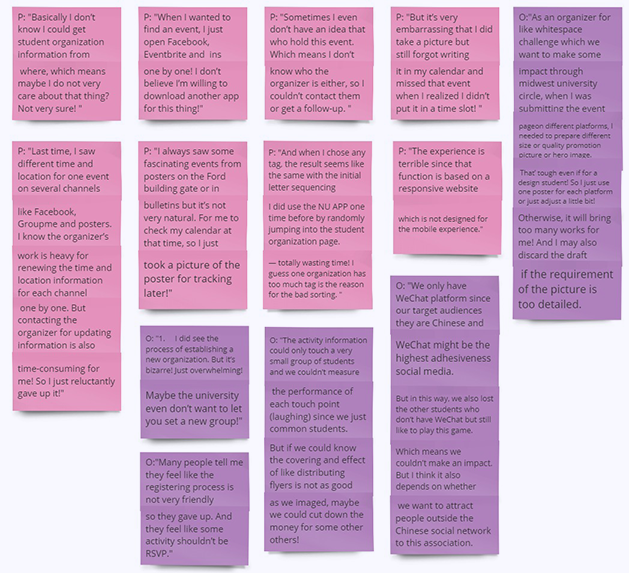 P: "Basically I don't
know I could get
student organization
information from
where, which means
maybe I do not very
care about that thing?
Not very sure! "
P: "When I wanted to
find an event, I just
open Facebook,
Eventbrite and  ins
one by one! I don't
believe I'm willing to
download another app
for this thing!"
P: "Sometimes I even
don't have an idea that
who hold this event.
Which means I don't
know who the
organizer is either, so I
couldn't contact them
or get a follow-up. "
P: "But it's very
embarrassing that I did
take a picture but
still forgot writing
it in my calendar and
missed that event
when I realized I didn't
put it in a time slot! "
O:"As an organizer for
like whitespace
challenge which we
want to make some
impact through
midwest university
circle, when I was
submitting the event
pageon different platforms, I
needed to prepare different
size or quality promotion
picture or hero image.
That' tough even if for a
design student! So I just use
one poster for each platform
or just adjust a little bit!
Otherwise, it will bring
too many works for
me! And I may also
discard the draft
if the requirement
of the picture is
too detailed.
P: "Last time, I saw
different time and
location for one event
on several channels
like Facebook,
Groupme and posters.
I know the organizer's
work is heavy for
renewing the time and
location information
for each channel
one by one. But
contacting the
organizer for updating
information is also
time-consuming for
me! So I just reluctantly
gave up it!"
P: "I always saw some
fascinating events from
posters on the Ford
building gate or in
bulletins but it's not
very natural. For me to
check my calendar at
that time, so I just
took a picture of the
poster for tracking
later!"
P: "And when I chose any
tag, the result seems like
the same with the initial
letter sequencing
I did use the NU APP one
time before by randomly
jumping into the student
organization page.
— totally wasting time! I
guess one organization has
too much tag is the reason
for the bad sorting. "
P: "The experience is
terrible since that
function is based on a
responsive website
which is not designed for
the mobile experience."
O: "1.    I did see the
process of establishing a
new organization. But it's
bizarre! Just overwhelming!
Maybe the university
even don't want to let
you set a new group!"
O:"Many people tell me
they feel like the
registering process is
not very friendly
so they gave up. And
they feel like some
activity shouldn't be
RSVP."
O: "The activity information
could only touch a very
small group of students
and we couldn't measure
the performance of
each touch point
(laughing) since we just
common students.
But if we could know
the covering and effect
of like distributing
flyers is not as good
as we imaged, maybe
we could cut down the
money for some other
others!
O: "We only have
WeChat platform since
our target audiences
they are Chinese and
WeChat might be the
highest adhesiveness
social media.
But in this way, we also lost
the other students who
don't have WeChat but still
like to play this game.
Which means we
couldn't make an impact.
But I think it also
depends on whether
we want to attract
people outside the
Chinese social network
to this association.